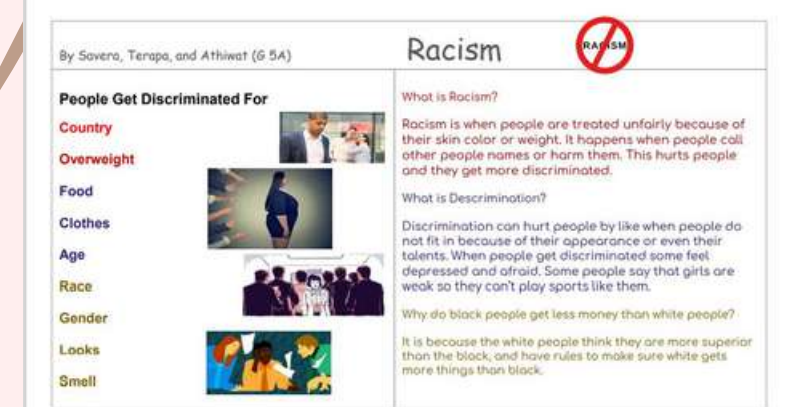 By Savera, Terapa, and Athiwat (G 5A)
Racism
RACISM
People Get Discriminated For
Country
Overweight
Food
Clothes
Age
Race
Gender
Looks
Smell
What is Racism?
Racism is when people are treated unfairly because of
their skin color or weight. It happens when people call
other people names or harm them. This hurts people
and they get more discriminated.
What is Descrimination?
Discrimination can hurt people by like when people do
not fit in because of their appearance or even their
talents. When people get discriminated some feel
depressed and afraid. Some people say that girls are
weak so they can't play sports like them.
Why do black people get less money than white people?
It is because the white people think they are more superior
than the black, and have rules to make sure white gets
more things than black.